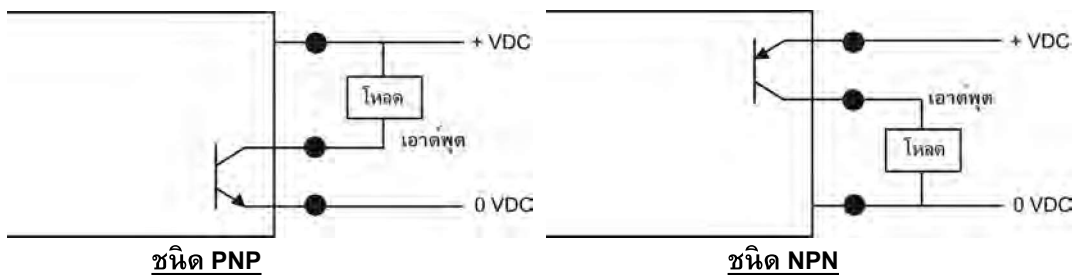 + VDC
โหลด
เอาต์พุต
0 VDC
ชนิด PNP
+ VDC
เอาต์พุต
โหลด
0 VDC
ชนิด NPN